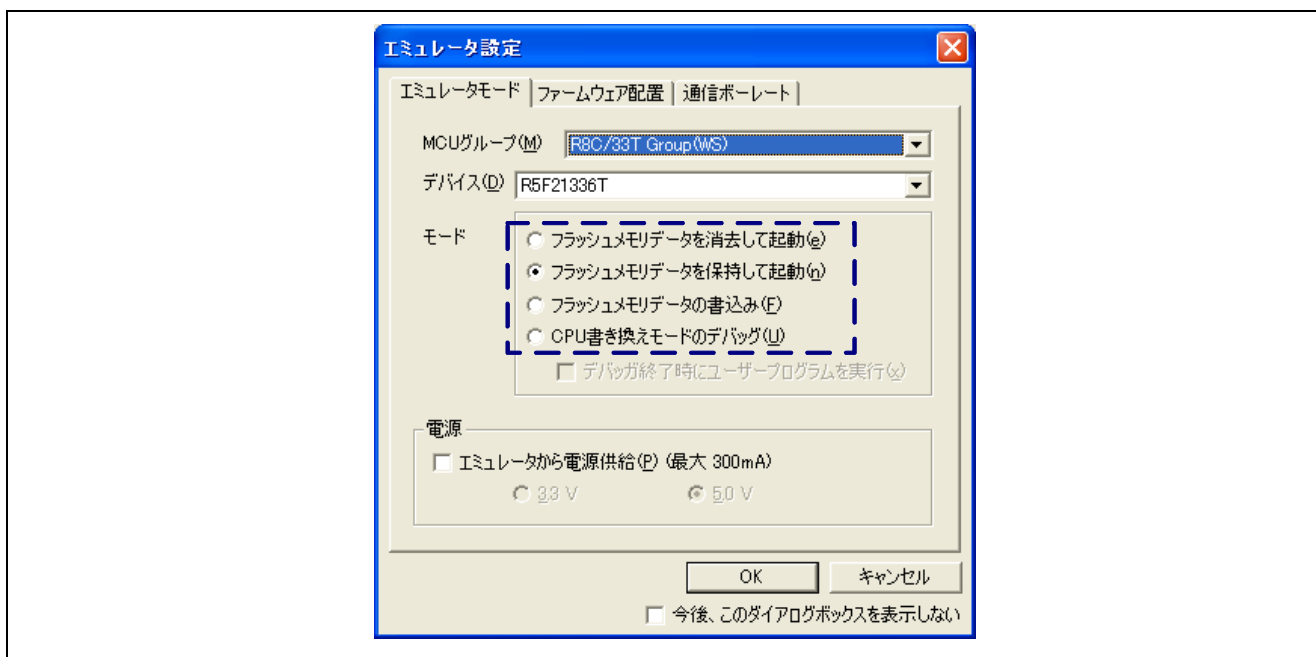 エミュレータ設定
エミュレータモード ファームウェア配置 通信ボーレート
MCUグループ(M) R8C/33T Group(WS)
デバイス(D) R5F21336T
モード
フラッシュメモリデータを消去して起動(e)
フラッシュメモリデータを保持して起動(n)
フラッシュメモリデータの書込み(F)
CPU書き換えモードのデバッグ(U)
デバッガ終了時にユーザープログラムを実行(x)
電源
エミュレータから電源供給(P) (最大 300mA)
3.3 V 5.0 V
OK キャンセル
今後、このダイアログボックスを表示しない